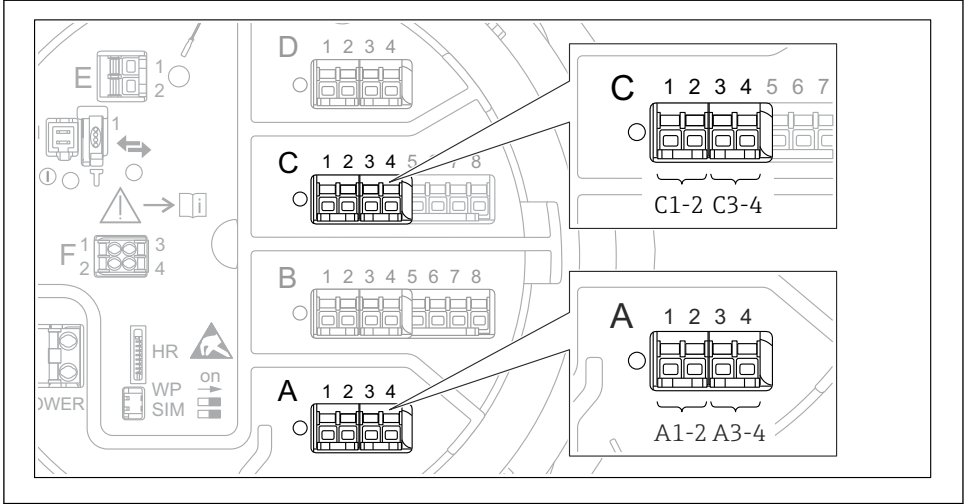 D 1 2 3 4
E 1
2
1
C 1 2 3 4 5 6 7 8
i
F 1 3
2 4
B 1 2 3 4 5 6 7 8
HR
on
WP
SIM
OWER
A 1 2 3 4
C 1 2 3 4 5 6 7
C1-2 C3-4
A 1 2 3 4
A1-2 A3-4